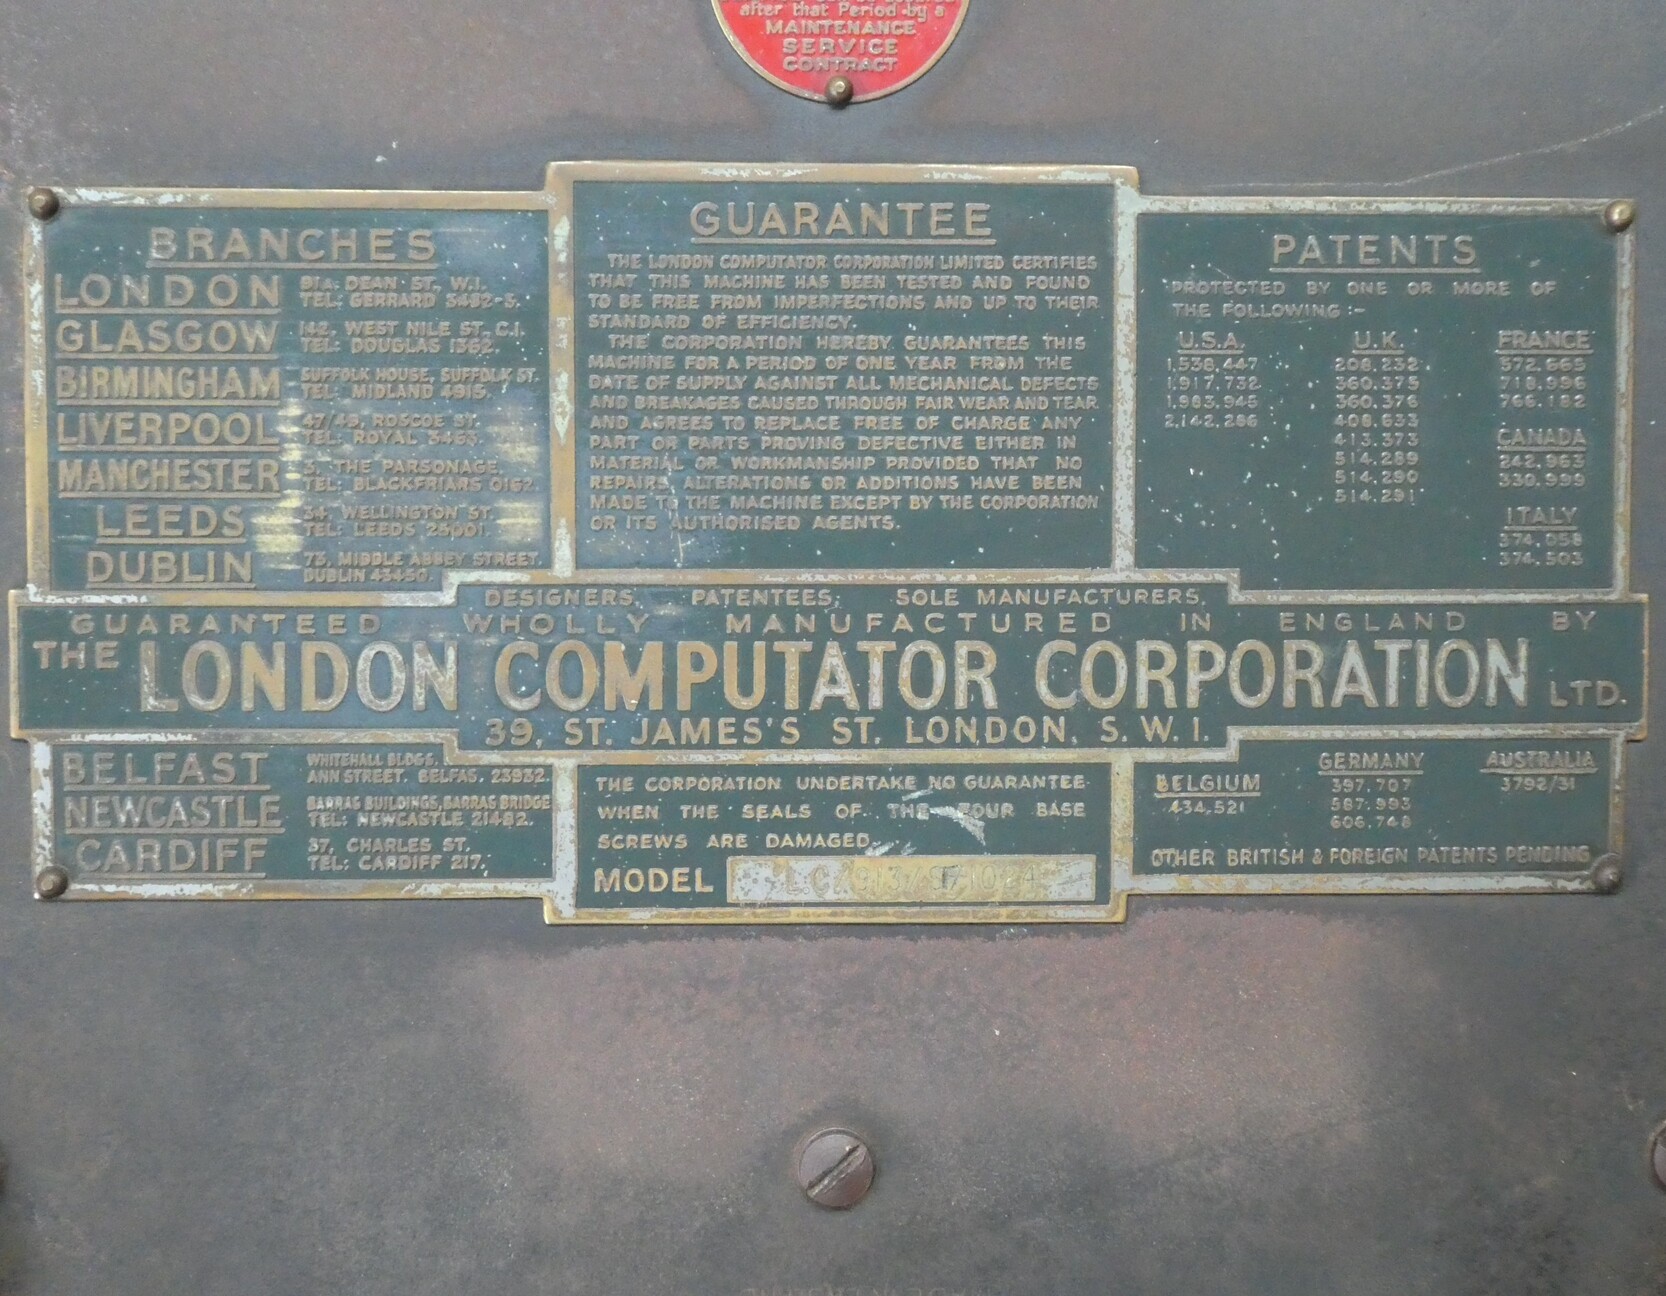 after that Period by a
MAINTENANCE
SERVICE
CONTRACT
BRANCHES
LONDON 91A. DEAN ST., W.1.
TEL: GERRARD 5482-3.
GLASGOW 142, WEST NILE ST., C.1.
TEL: DOUGLAS 1362.
BIRMINGHAM SUFFOLK HOUSE, SUFFOLK ST.
TEL: MIDLAND 4915.
LIVERPOOL 47/49, ROSCOE ST.
TEL: ROYAL 3463.
MANCHESTER 3, THE PARSONAGE,
TEL: BLACKFRIARS
LEEDS 34, WELLINGTON ST.
TEL: LEEDS
DUBLIN 73, MIDDLE ABBEY STREET.
DUBLIN 43450.
GUARANTEE
THE LONDON COMPUTATOR CORPORATION LIMITED CERTIFIES
THAT THIS MACHINE HAS BEEN TESTED AND FOUND
TO BE FREE FROM IMPERFECTIONS AND UP TO THEIR
STANDARD OF EFFICIENCY.
THE CORPORATION HEREBY GUARANTEES THIS
MACHINE FOR A PERIOD OF ONE YEAR FROM THE
DATE OF SUPPLY AGAINST ALL MECHANICAL DEFECTS
AND BREAKAGES CAUSED THROUGH FAIR WEAR AND TEAR
AND AGREES TO REPLACE FREE OF CHARGE ANY
PART OR PARTS PROVING DEFECTIVE EITHER IN
MATERIAL OR WORKMANSHIP PROVIDED THAT NO
REPAIRS, ALTERATIONS OR ADDITIONS HAVE BEEN
MADE TO THE MACHINE EXCEPT BY THE CORPORATION
OR ITS AUTHORISED AGENTS.
PATENTS
PROTECTED BY ONE OR MORE OF
THE FOLLOWING :-
U.S.A.
1,538,447
1,917,732
1,983,945
2,142,286
U.K.
208,232
360,375
360,376
408,633
413,373
514,289
514,290
514,291
FRANCE
572,665
718,996
766,182
CANADA
242,963
330,999
ITALY
374,058
374,503
DESIGNERS, PATENTEES, SOLE MANUFACTURERS,
GUARANTEED WHOLLY MANUFACTURED IN ENGLAND BY
THE LONDON COMPUTATOR CORPORATION LTD.
39, ST. JAMES'S ST. LONDON, S.W.1.
BELFAST WHITEHALL BLDGS.
ANN STREET. BELFAS. 23932.
NEWCASTLE BARRAS BUILDINGS, BARRAS BRIDGE
TEL: NEWCASTLE 21482.
CARDIFF 37, CHARLES ST.
TEL: CARDIFF 217.
THE CORPORATION UNDERTAKE NO GUARANTEE
WHEN THE SEALS OF THE FOUR BASE
SCREWS ARE DAMAGED.
MODEL
BELGIUM
434,521
GERMANY
397,707
587,993
606,748
AUSTRALIA
3792/31
OTHER BRITISH & FOREIGN PATENTS PENDING